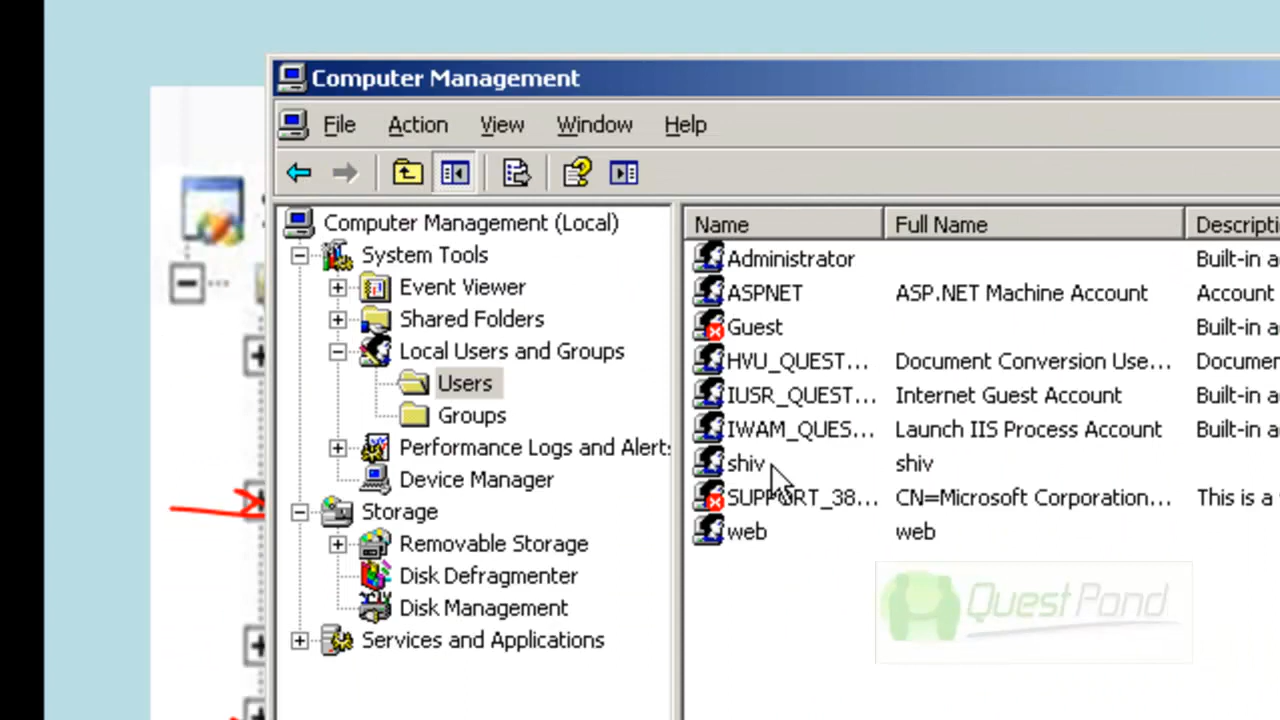 Computer Management
File Action View Window Help
Computer Management (Local)
System Tools
Event Viewer
Shared Folders
Local Users and Groups
Users
Groups
Performance Logs and Alert:
Device Manager
Storage
Removable Storage
Disk Defragmenter
Disk Management
Services and Applications
Name Full Name Descripti
Administrator Built-in a
ASPNET ASP.NET Machine Account Account
Guest Built-in a
HVU_QUEST... Document Conversion Use... Docume
IUSR_QUEST... Internet Guest Account Built-in a
IWAM_QUES... Launch IIS Process Account Built-in a
shiv shiv
SUPPORT_38... CN=Microsoft Corporation... This is a
web web
QuestPond